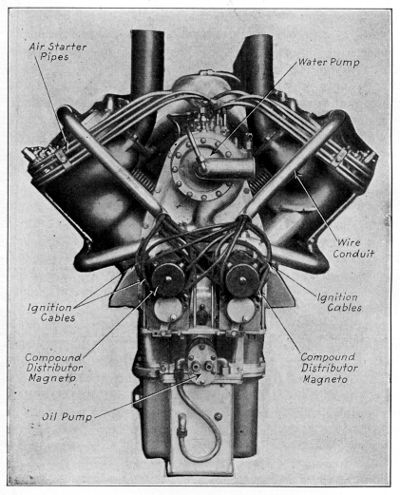 Air Starter
Pipes
Water Pump
Wire
Conduit
Ignition
Cables
Ignition
Cables
Compound
Distributor
Magneto
Compound
Distributor
Magneto
Oil Pump